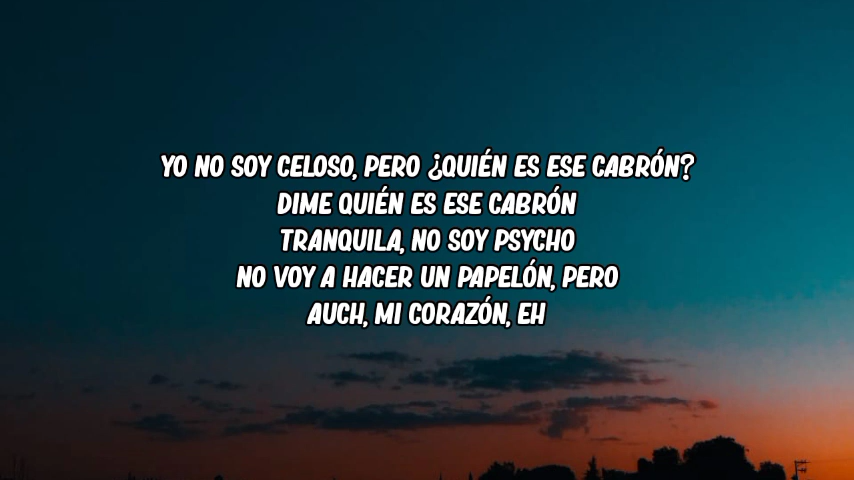 YO NO SOY CELOSO, PERO ¿QUIÉN ES ESE CABRÓN?
DIME QUIÉN ES ESE CABRÓN
TRANQUILA, NO SOY PSYCHO
NO VOY A HACER UN PAPELÓN, PERO
AUCH, MI CORAZÓN, EH